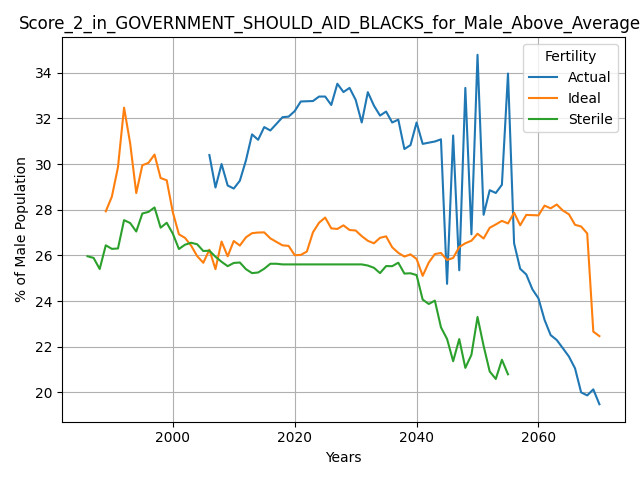 Score_2_in_GOVERNMENT_SHOULD_AID_BLACKS_for_Male_Above_Average
Fertility
Actual
Ideal
Sterile
% of Male Population
34
32
30
28
26
24
22
20
2000 2020 2040 2060
Years